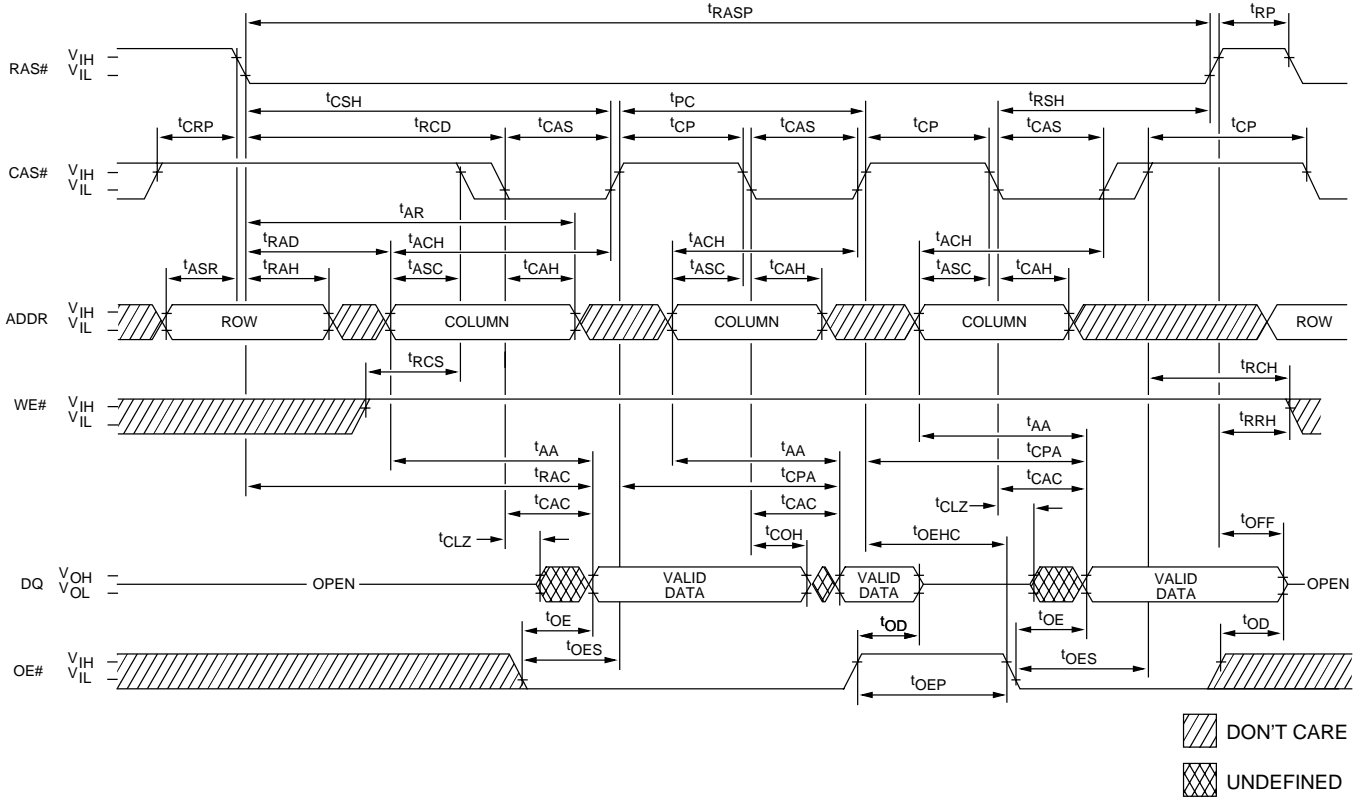 tRASP tRP
RAS# VIH
VIL
tCSH tPC tRSH
tCRP tRCD tCAS tCP tCAS tCP tCAS tCP
CAS# VIH
VIL
tAR
tRAD tACH tACH tACH
tASR tRAH tASC tCAH tASC tCAH tASC tCAH
ADDR VIH
VIL
ROW COLUMN COLUMN COLUMN ROW
tRCS tRCH
WE# VIH
VIL
tRRH
tAA tAA tAA
tRAC tCPA tCPA
tCAC tCAC tCAC
tCLZ tCOH tOEHC tCLZ tOFF
DQ VOH
VOL
OPEN VALID DATA VALID DATA VALID DATA OPEN
tOE tOD tOE tOD
tOES tOES
OE# VIH
VIL
tOEP
DON'T CARE
UNDEFINED